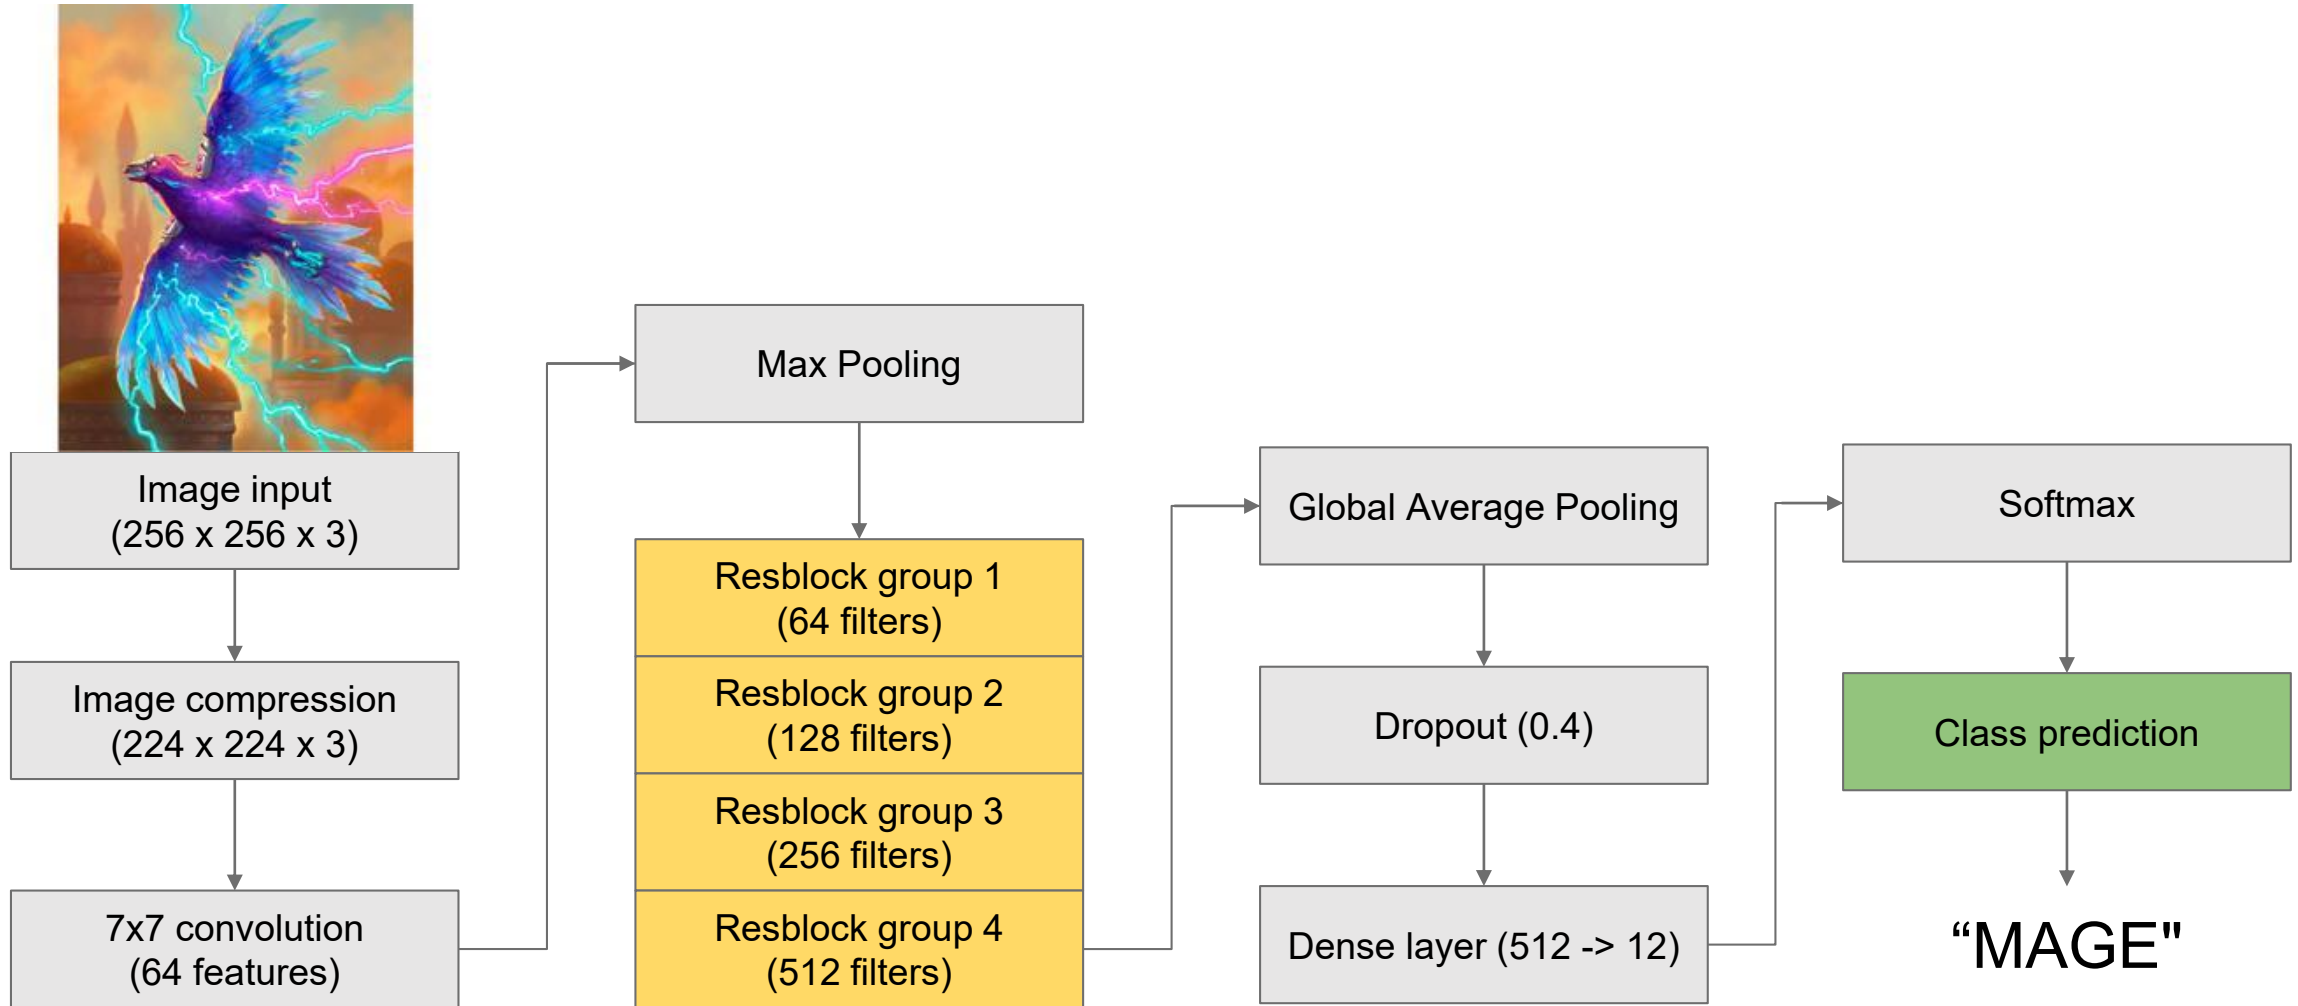 Image input
(256 x 256 x 3)
Image compression
(224 x 224 x 3)
7x7 convolution
(64 features)
Max Pooling
Resblock group 1
(64 filters)
Resblock group 2
(128 filters)
Resblock group 3
(256 filters)
Resblock group 4
(512 filters)
Global Average Pooling
Dropout (0.4)
Dense layer (512 -> 12)
Softmax
Class prediction
“MAGE"